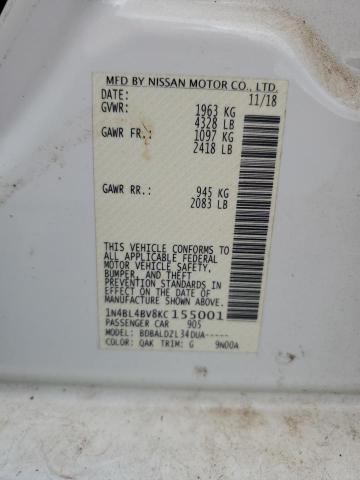 MFD BY NISSAN MOTOR CO., LTD.
DATE: 11/18
GVWR: 1963 KG
4328 LB
GAWR FR.: 1097 KG
2418 LB
GAWR RR.: 945 KG
2083 LB
THIS VEHICLE CONFORMS TO
ALL APPLICABLE FEDERAL
MOTOR VEHICLE SAFETY,
BUMPER, AND THEFT
PREVENTION STANDARDS IN
EFFECT ON THE DATE OF
MANUFACTURE SHOWN ABOVE.
1N4BL4BV8KC 155001
PASSENGER CAR 905
MODEL: BDBALDZL34DUA-----
COLOR: QAK TRIM: G 9N00A